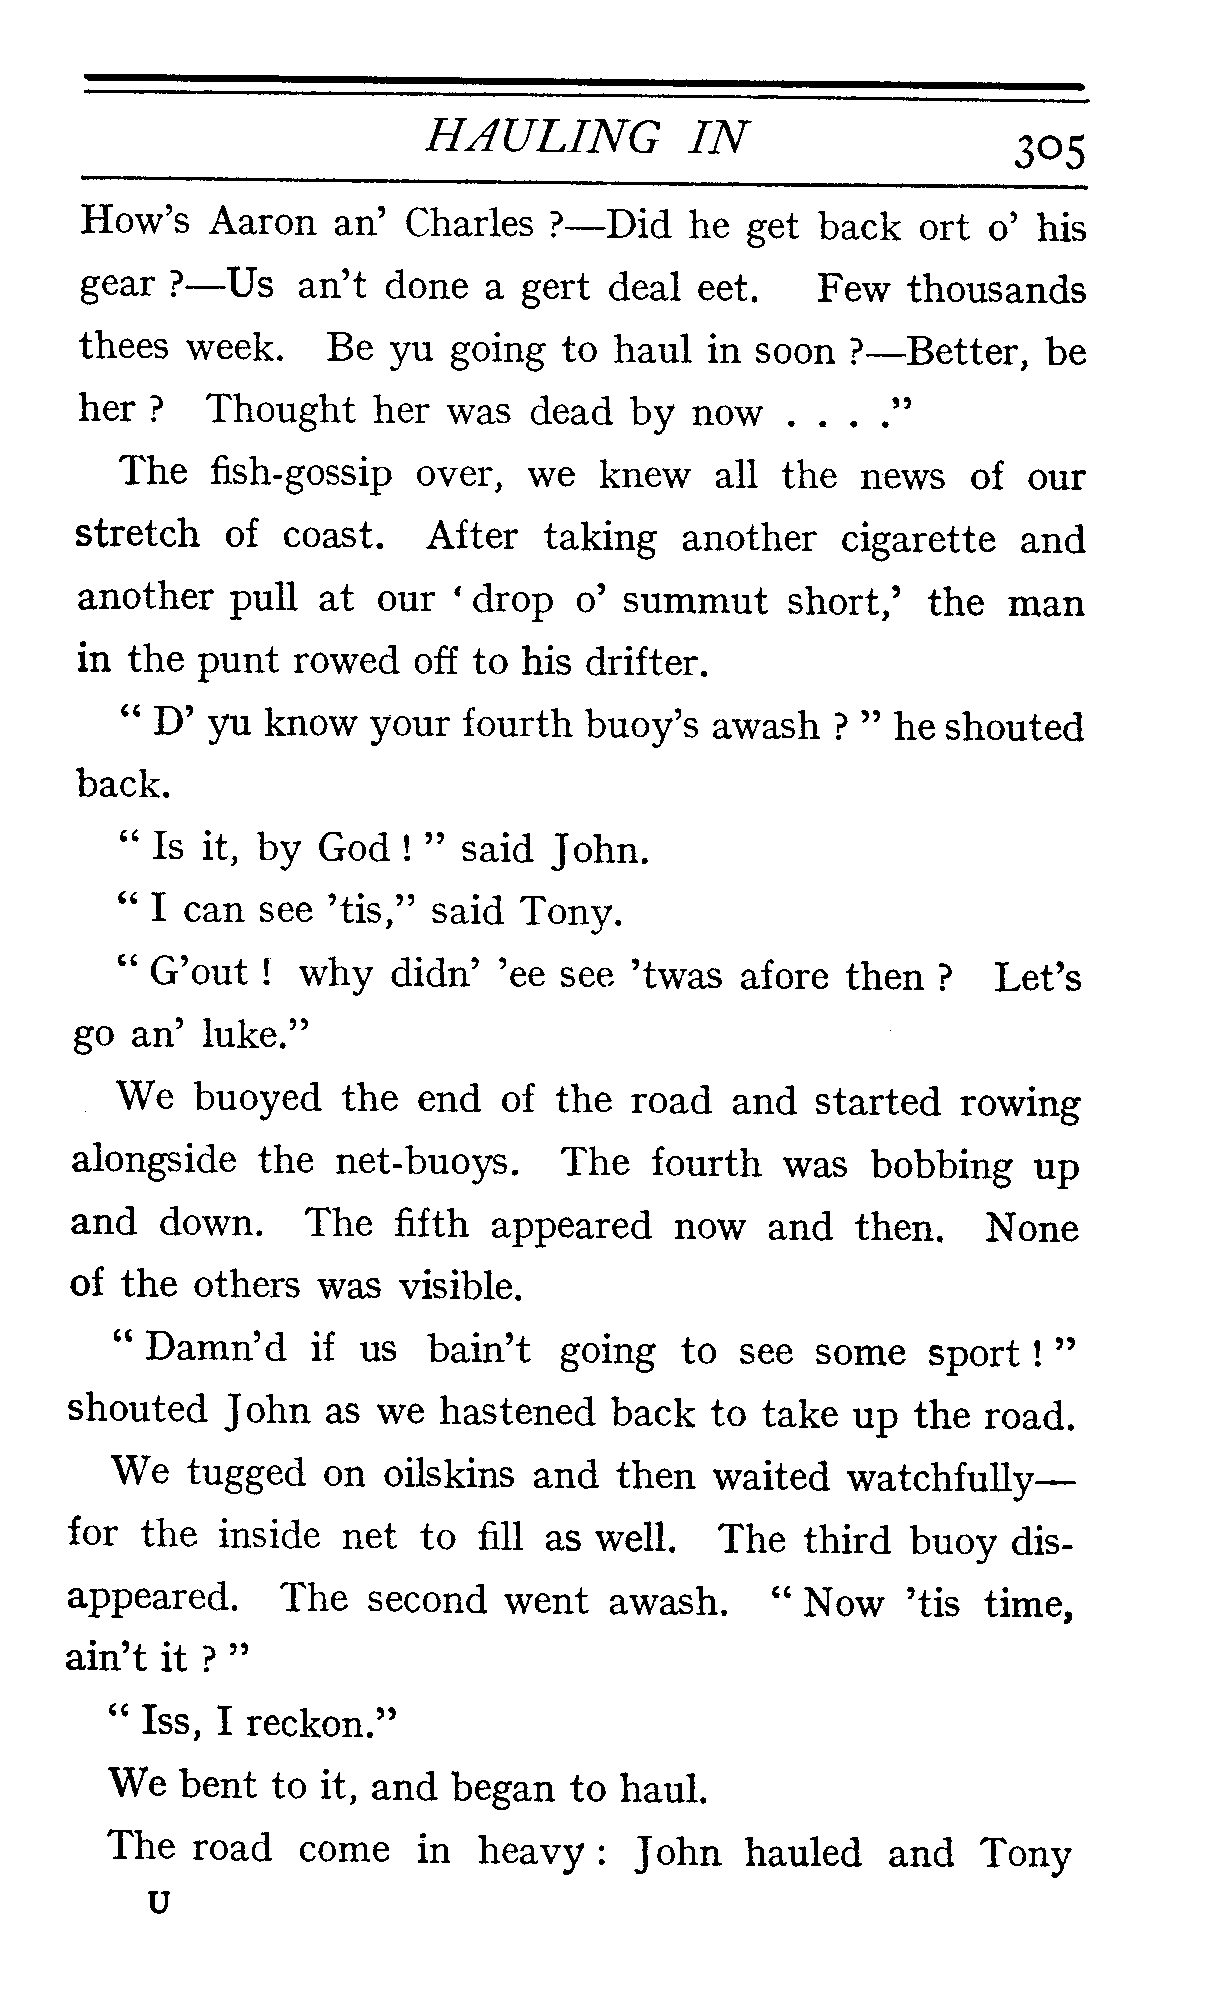 HAULING IN 305
How's Aaron an' Charles ?—Did he get back ort o' his
gear ?—Us an't done a gert deal eet. Few thousands
thees week. Be yu going to haul in soon ?—Better, be
her ? Thought her was dead by now . . . ."
The fish-gossip over, we knew all the news of our
stretch of coast. After taking another cigarette and
another pull at our ‘ drop o’ summut short,’ the man
in the punt rowed off to his drifter.
“ D’ yu know your fourth buoy’s awash ? ” he shouted
back.
“ Is it, by God ! ” said John.
“ I can see ’tis,” said Tony.
“ G’out ! why didn’ ’ee see ’twas afore then ? Let’s
go an’ luke.”
We buoyed the end of the road and started rowing
alongside the net-buoys. The fourth was bobbing up
and down. The fifth appeared now and then. None
of the others was visible.
“ Damn’d if us bain’t going to see some sport ! ”
shouted John as we hastened back to take up the road.
We tugged on oilskins and then waited watchfully—
for the inside net to fill as well. The third buoy dis-
appeared. The second went awash. “ Now ’tis time,
ain’t it ? ”
“ Iss, I reckon.”
We bent to it, and began to haul.
The road come in heavy : John hauled and Tony
U